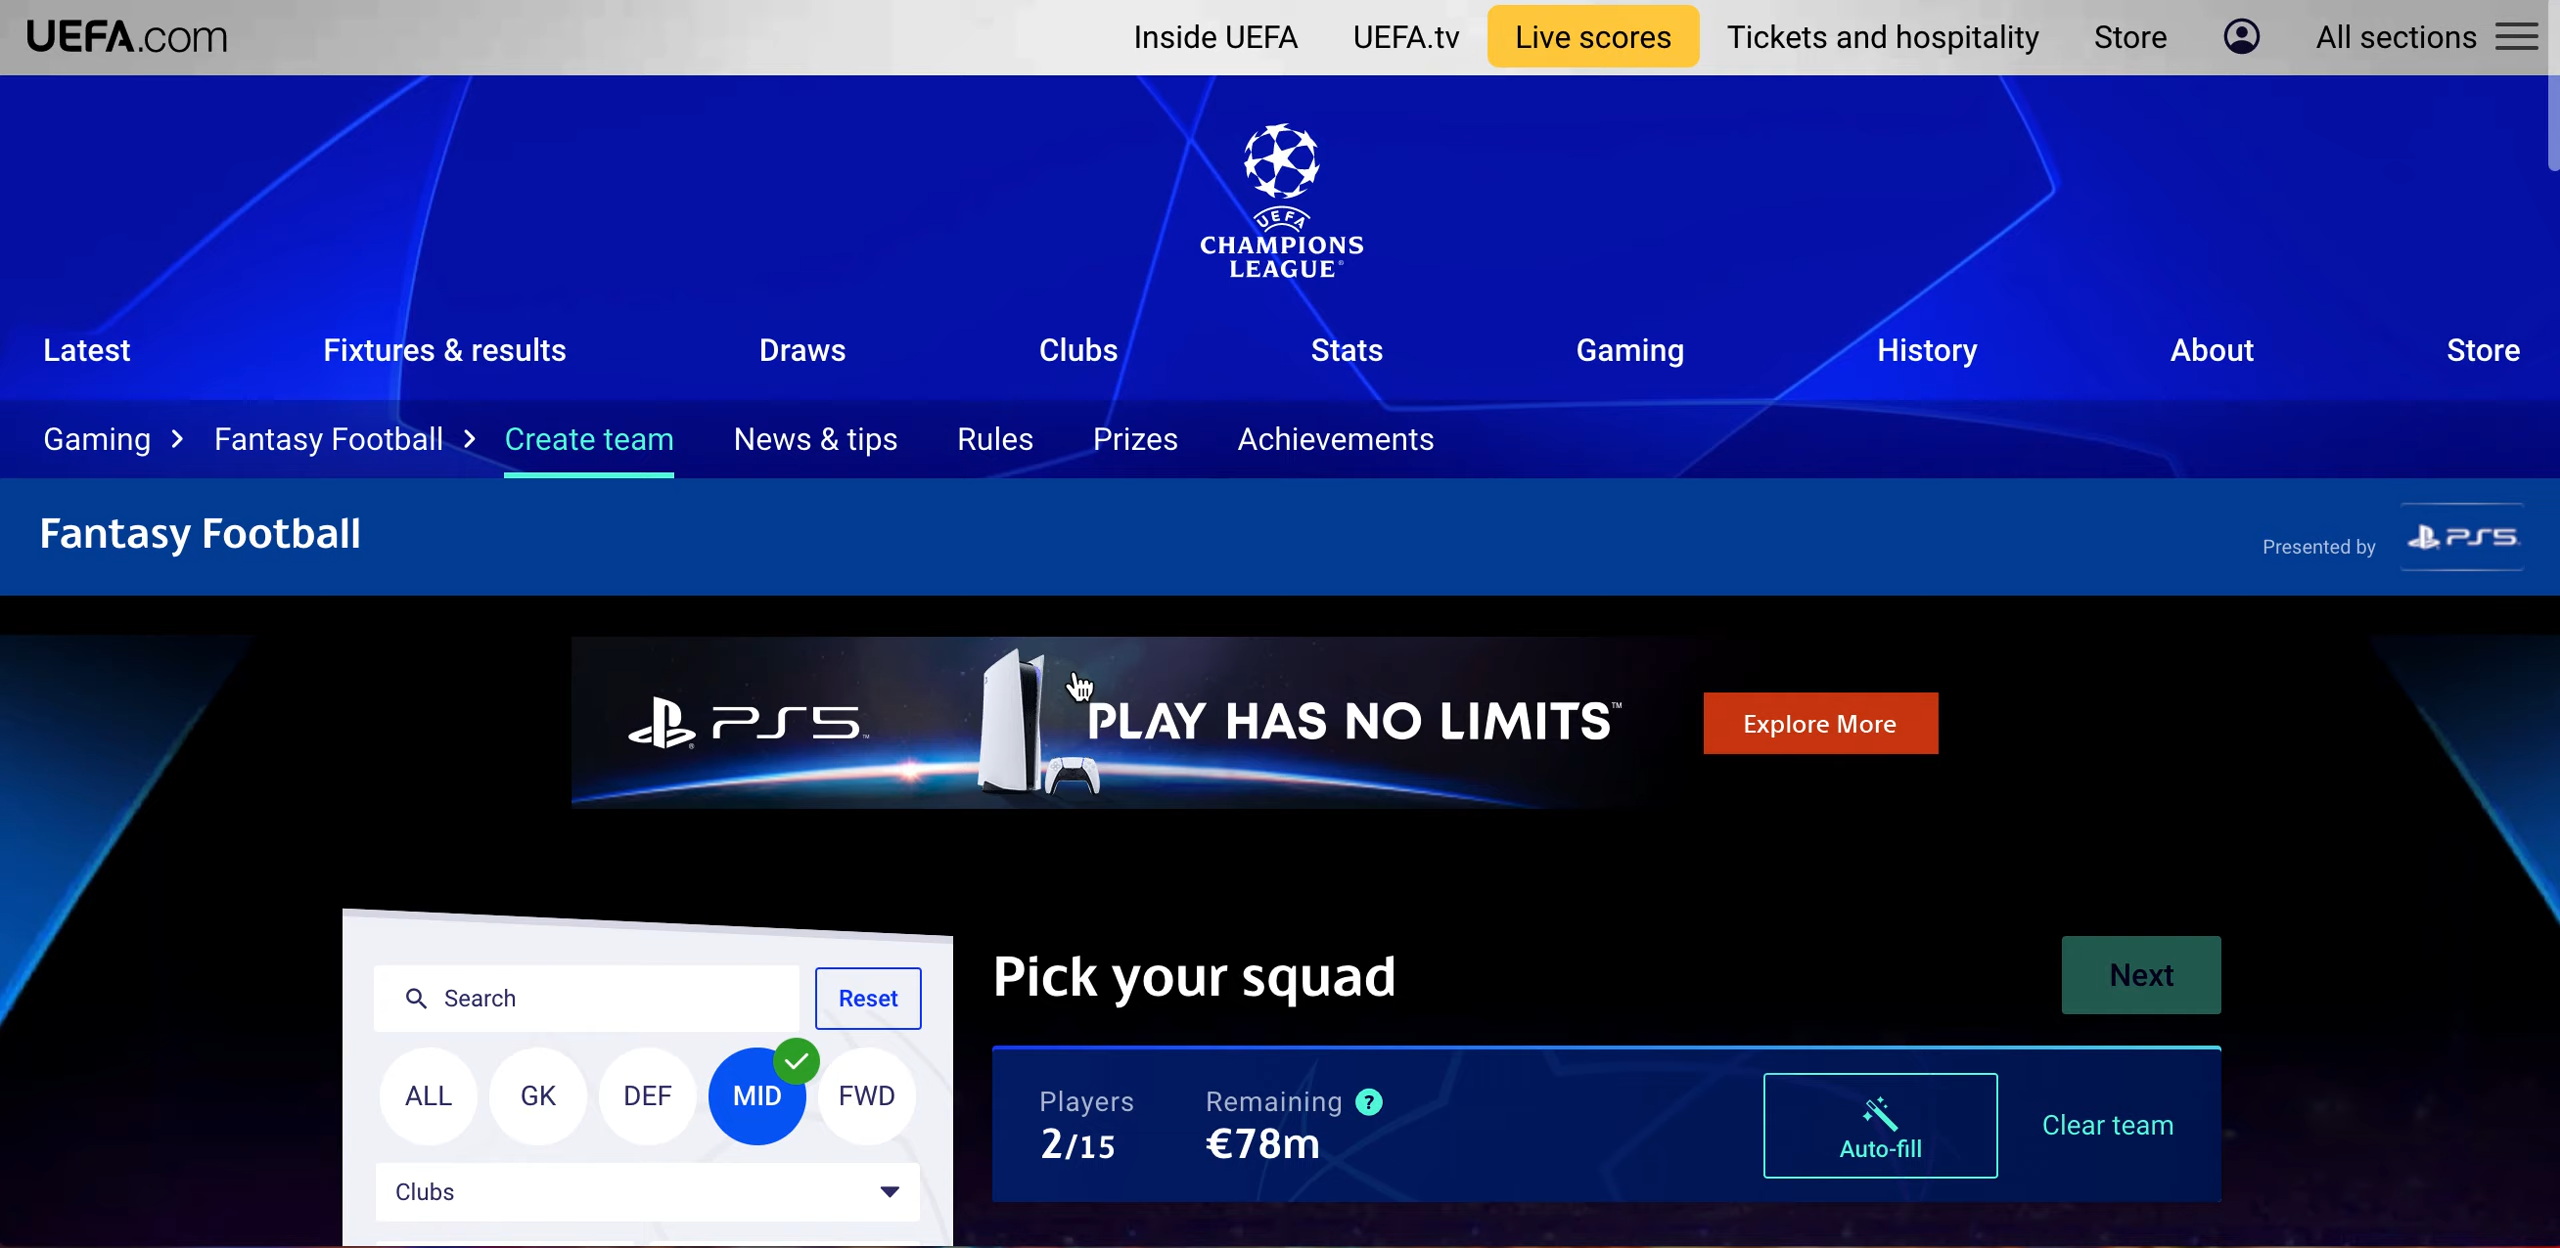 UEFA.com
Inside UEFA
UEFA.tv
Live scores
Tickets and hospitality
Store
All sections
UEFA
CHAMPIONS
LEAGUE
Latest
Fixtures & results
Draws
Clubs
Stats
Gaming
History
About
Store
Gaming
Fantasy Football
Create team
News & tips
Rules
Prizes
Achievements
Fantasy Football
Presented by
PS5
PS5
PLAY HAS NO LIMITS™
Explore More
Search
Reset
ALL
GK
DEF
MID
FWD
Clubs
Pick your squad
Next
Players
2/15
Remaining ?
€78m
Auto-fill
Clear team